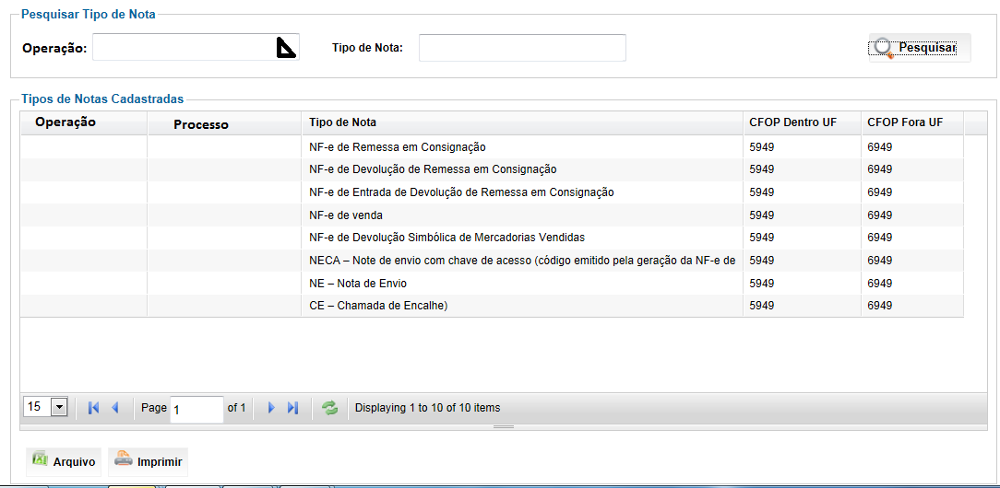 Pesquisar Tipo de Nota
Operação: Tipo de Nota: Pesquisar
Tipos de Notas Cadastradas
Operação Processo Tipo de Nota CFOP Dentro UF CFOP Fora UF
NF-e de Remessa em Consignação 5949 6949
NF-e de Devolução de Remessa em Consignação 5949 6949
NF-e de Entrada de Devolução de Remessa em Consignação 5949 6949
NF-e de venda 5949 6949
NF-e de Devolução Simbólica de Mercadorias Vendidas 5949 6949
NECA – Note de envio com chave de acesso (código emitido pela geração da NF-e de 5949 6949
NE – Nota de Envio 5949 6949
CE – Chamada de Encalhe) 5949 6949
15 Page 1 of 1 Displaying 1 to 10 of 10 items
Arquivo Imprimir